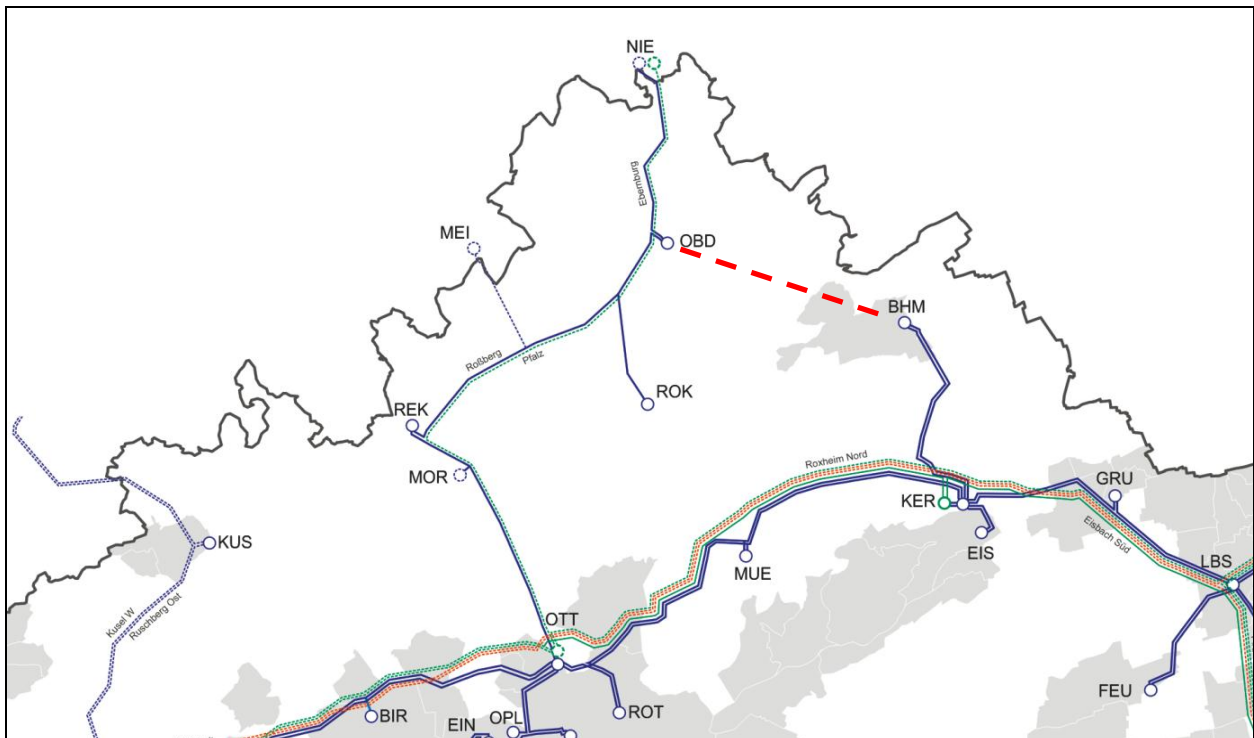 NIE
Ebernburg
MEI
OBD
BHM
Roßberg
Pfalz
ROK
REK
MOR
Roxheim Nord
KER
GRU
Eisbach Süd
EIS
KUS
MUE
LBS
Kusel W
Ruschberg Ost
OTT
FEU
BIR
EIN
OPL
ROT